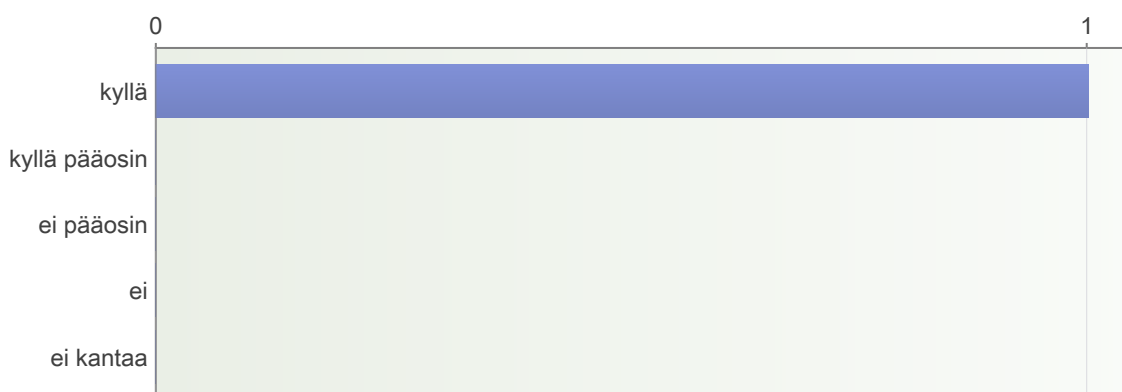 0 1
kyllä
kyllä pääosin
ei pääosin
ei
ei kantaa